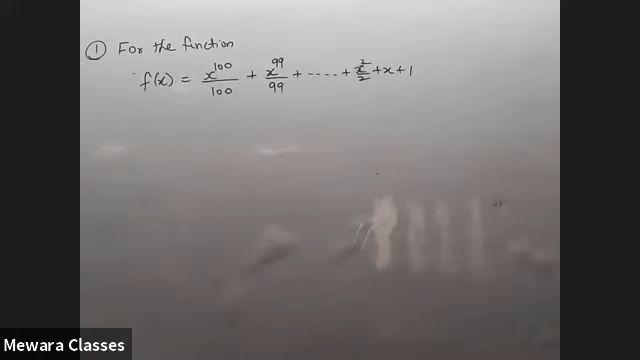 ① For the function
f(x) = x^100/100 + x^99/99 + ..... + x^2/2 + x + 1
Mewara Classes